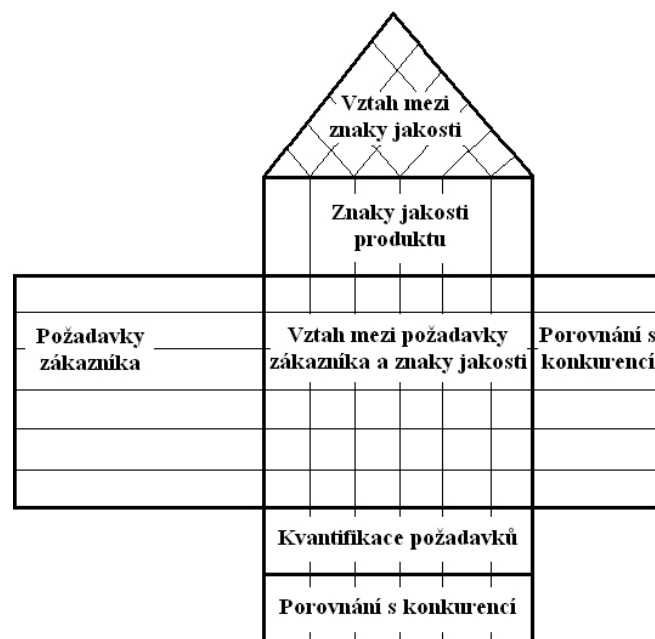 Vztah mezi
znaky jakosti
Znaky jakosti
produktu
Požadavky
zákazníka
Vztah mezi požadavky
zákazníka a znaky jakosti
Porovnání s
konkurencí
Kvantifikace požadavků
Porovnání s konkurencí